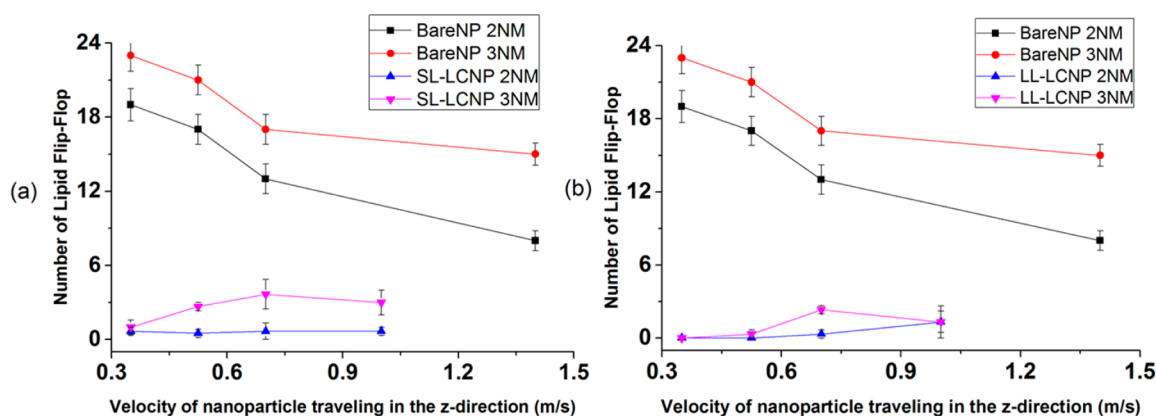 (a)
Number of Lipid Flip-Flop
24
18
12
6
0
BareNP 2NM
BareNP 3NM
SL-LCNP 2NM
SL-LCNP 3NM
0.3 0.6 0.9 1.2 1.5
Velocity of nanoparticle traveling in the z-direction (m/s)
(b)
Number of Lipid Flip-Flop
24
18
12
6
0
BareNP 2NM
BareNP 3NM
LL-LCNP 2NM
LL-LCNP 3NM
0.3 0.6 0.9 1.2 1.5
Velocity of nanoparticle traveling in the z-direction (m/s)